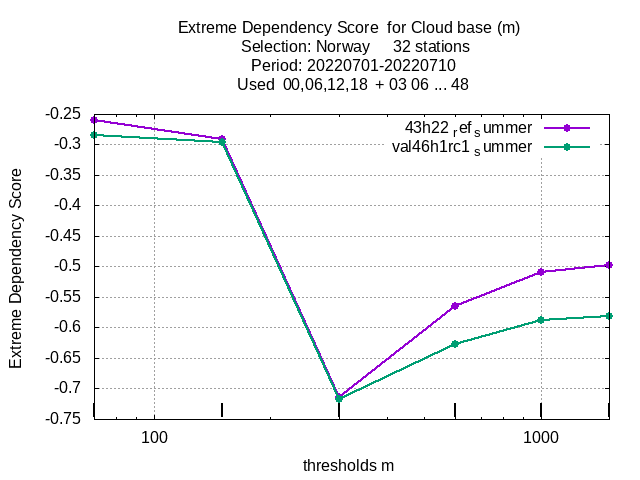 Extreme Dependency Score for Cloud base (m)
Selection: Norway 32 stations
Period: 20220701-20220710
Used 00,06,12,18 + 03 06 ... 48
-0.25
-0.3
-0.35
-0.4
-0.45
-0.5
-0.55
-0.6
-0.65
-0.7
-0.75
Extreme Dependency Score
43h22_ref_summer
val46h1rc1_summer
100 1000
thresholds m